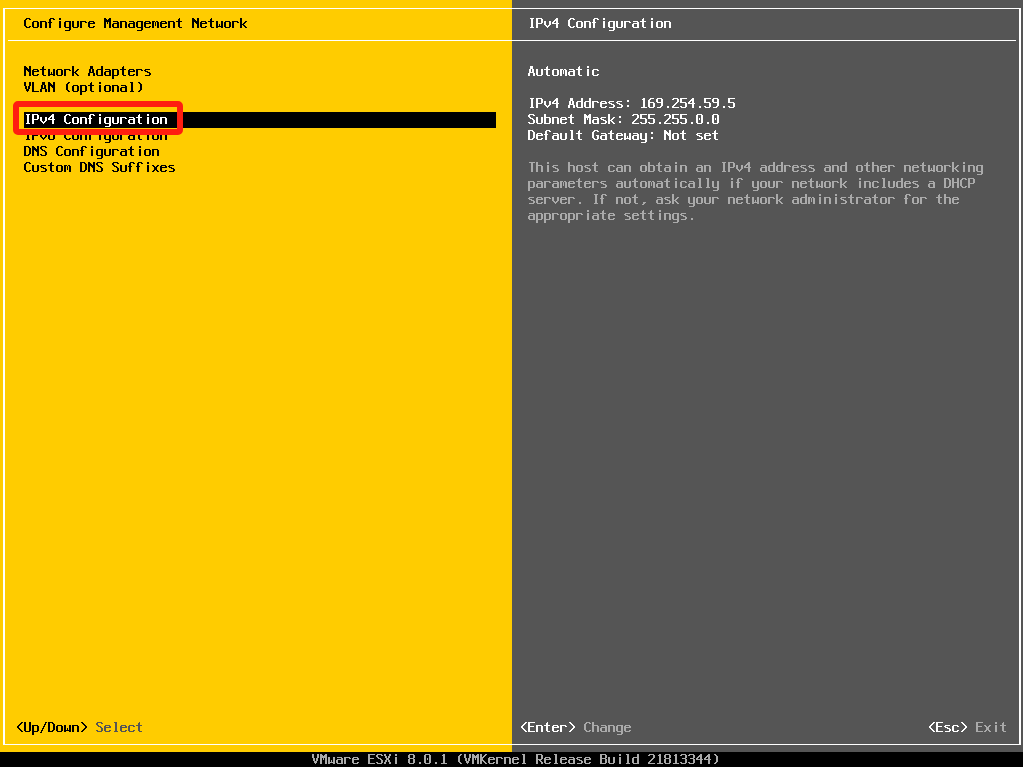 Configure Management Network
Network Adapters
VLAN (optional)
IPv4 Configuration
IPv6 Configuration
DNS Configuration
Custom DNS Suffixes
<Up/Down> Select
IPv4 Configuration
Automatic
IPv4 Address: 169.254.59.5
Subnet Mask: 255.255.0.0
Default Gateway: Not set
This host can obtain an IPv4 address and other networking
parameters automatically if your network includes a DHCP
server. If not, ask your network administrator for the
appropriate settings.
<Enter> Change
<Esc> Exit
VMware ESXi 8.0.1 (VMKernel Release Build 21813344)